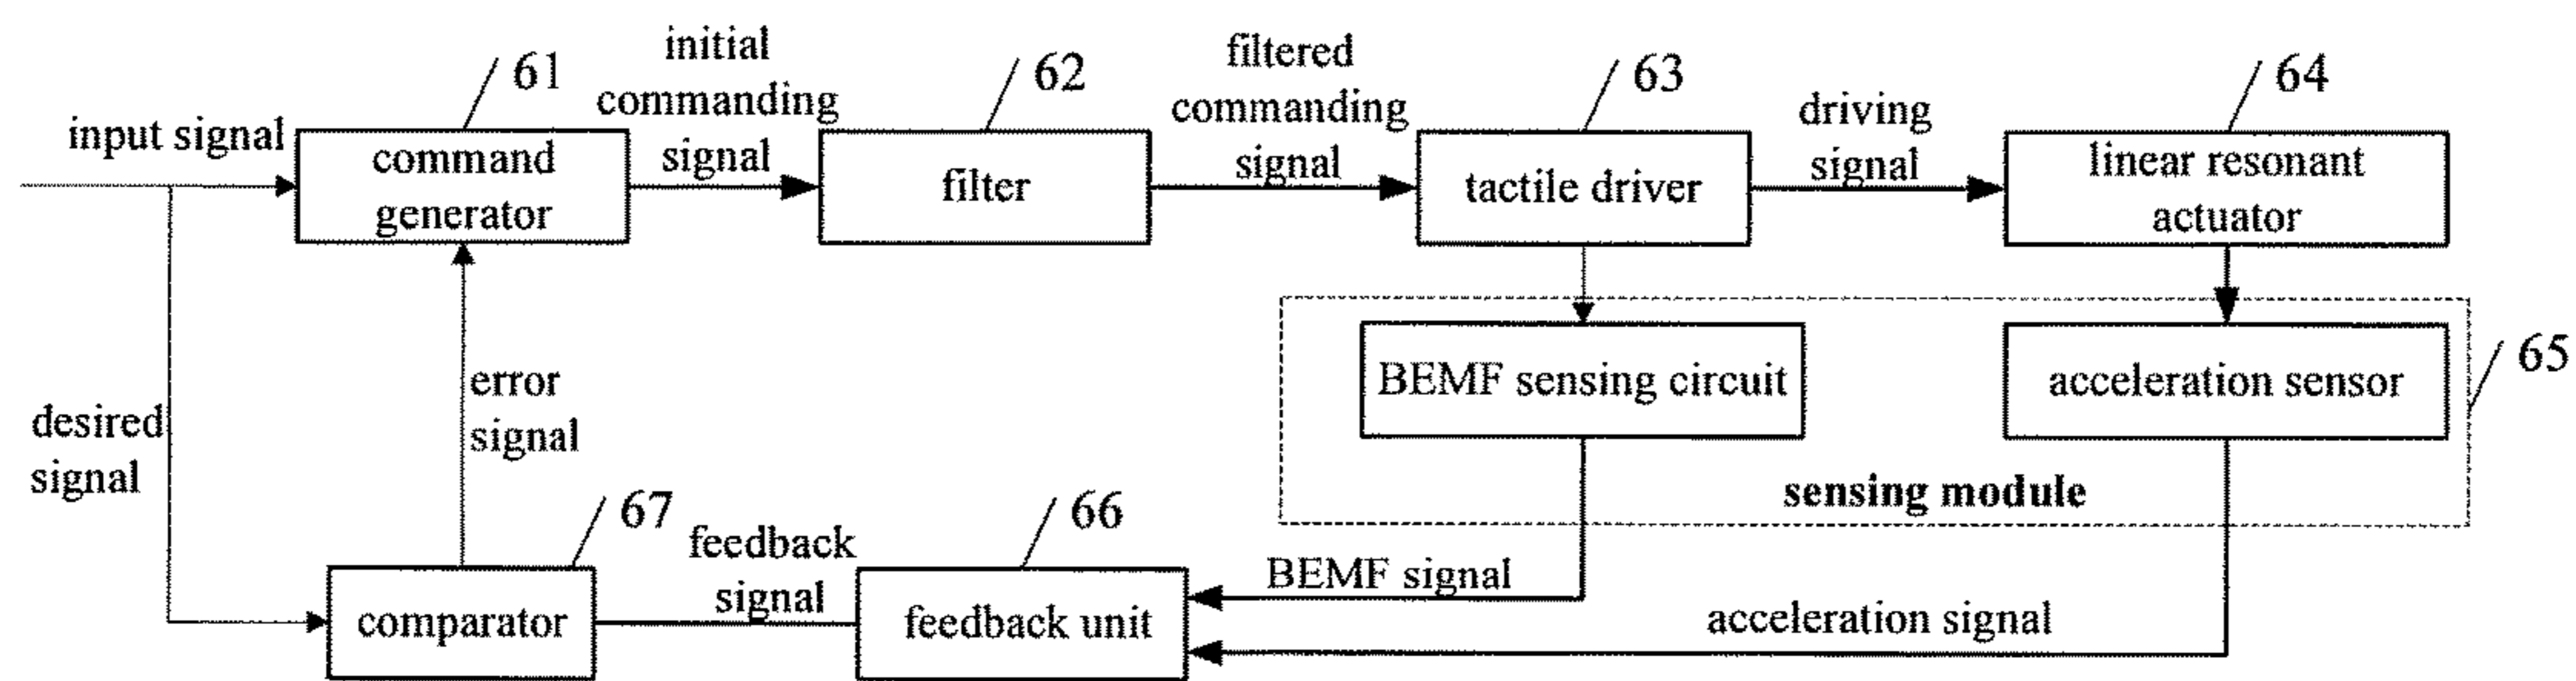 input signal
61
command
generator
initial
commanding
signal
62
filter
filtered
commanding
signal
63
tactile driver
driving
signal
64
linear resonant
actuator
BEMF sensing circuit
acceleration sensor
65
sensing module
desired
signal
error
signal
67
comparator
feedback
signal
66
feedback unit
BEMF signal
acceleration signal